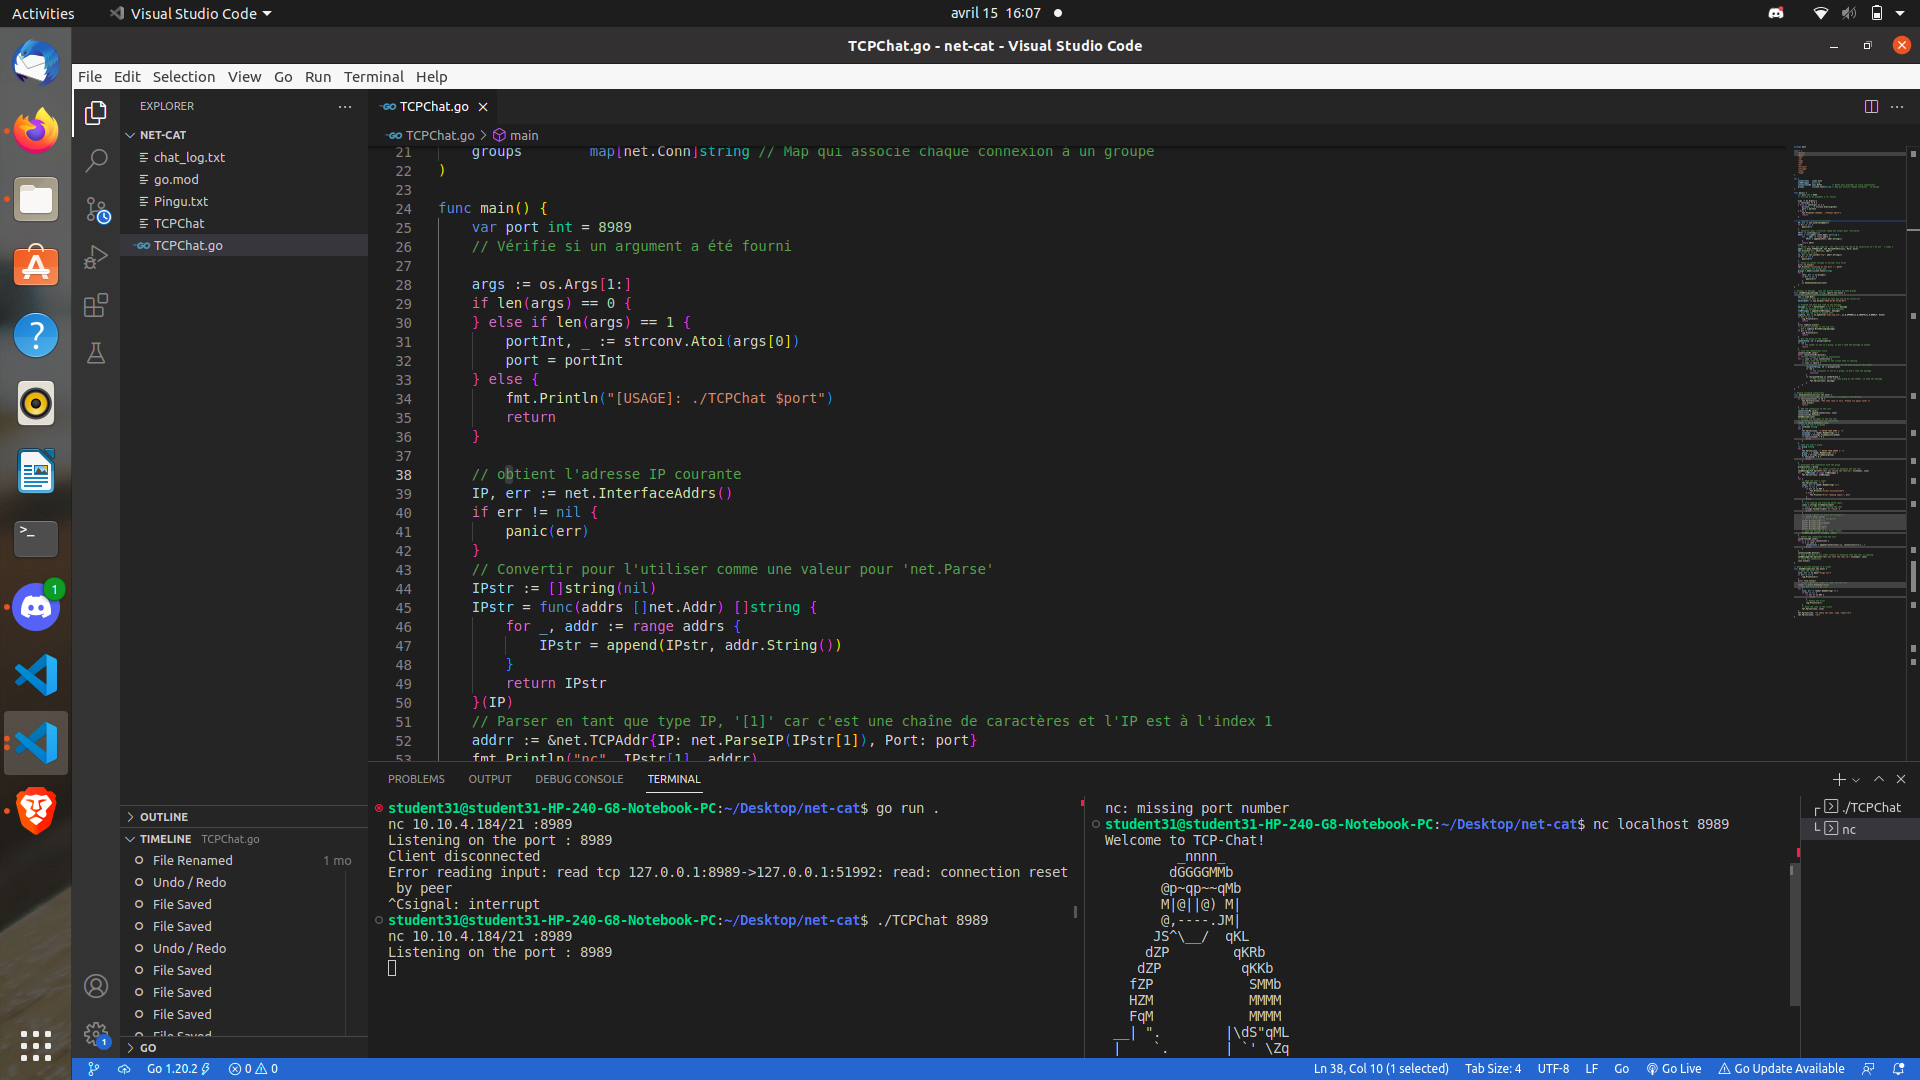 Activities
Visual Studio Code
avril 15 16:07
TCPChat.go - net-cat - Visual Studio Code
File Edit Selection View Go Run Terminal Help
EXPLORER
NET-CAT
chat_log.txt
go.mod
Pingu.txt
TCPChat
TCPChat.go
OUTLINE
TIMELINE TCPChat.go
File Renamed 1 mo
Undo / Redo
File Saved
File Saved
Undo / Redo
File Saved
File Saved
File Saved
File Saved
GO
TCPChat.go
TCPChat.go > main
21 groups map[net.Conn]string // Map qui associe chaque connexion à un groupe
22 )
23
24 func main() {
25 var port int = 8989
26 // Vérifie si un argument a été fourni
27
28 args := os.Args[1:]
29 if len(args) == 0 {
30 } else if len(args) == 1 {
31 portInt, _ := strconv.Atoi(args[0])
32 port = portInt
33 } else {
34 fmt.Println("[USAGE]: ./TCPChat $port")
35 return
36 }
37
38 // obtient l'adresse IP courante
39 IP, err := net.InterfaceAddrs()
40 if err != nil {
41 panic(err)
42 }
43 // Convertir pour l'utiliser comme une valeur pour 'net.Parse'
44 IPstr := []string(nil)
45 IPstr = func(addrs []net.Addr) []string {
46 for _, addr := range addrs {
47 IPstr = append(IPstr, addr.String())
48 }
49 return IPstr
50 }(IP)
51 // Parser en tant que type IP, '[1]' car c'est une chaîne de caractères et l'IP est à l'index 1
52 addrr := &net.TCPAddr{IP: net.ParseIP(IPstr[1]), Port: port}
53 fmt.Println("nc", IPstr[1], addrr)
PROBLEMS OUTPUT DEBUG CONSOLE TERMINAL
student31@student31-HP-240-G8-Notebook-PC:~/Desktop/net-cat$ go run .
nc 10.10.4.184/21 :8989
Listening on the port : 8989
Client disconnected
Error reading input: read tcp 127.0.0.1:8989->127.0.0.1:51992: read: connection reset
by peer
^Csignal: interrupt
student31@student31-HP-240-G8-Notebook-PC:~/Desktop/net-cat$ ./TCPChat 8989
nc 10.10.4.184/21 :8989
Listening on the port : 8989
nc: missing port number
student31@student31-HP-240-G8-Notebook-PC:~/Desktop/net-cat$ nc localhost 8989
Welcome to TCP-Chat!
         _nnnn_
        dGGGGMMb
       @p~qp~~qMb
       M|@||@) M|
       @,----.JM|
      JS^\__/  qKL
     dZP        qKRb
    dZP          qKKb
   fZP            SMMb
   HZM            MMMM
   FqM            MMMM
 __| ".        |\dS"qML
 |    `.       | `' \Zq
./TCPChat
nc
1
1
Go 1.20.2
0 0
Ln 38, Col 10 (1 selected)
Tab Size: 4
UTF-8
LF
Go
Go Live
Go Update Available